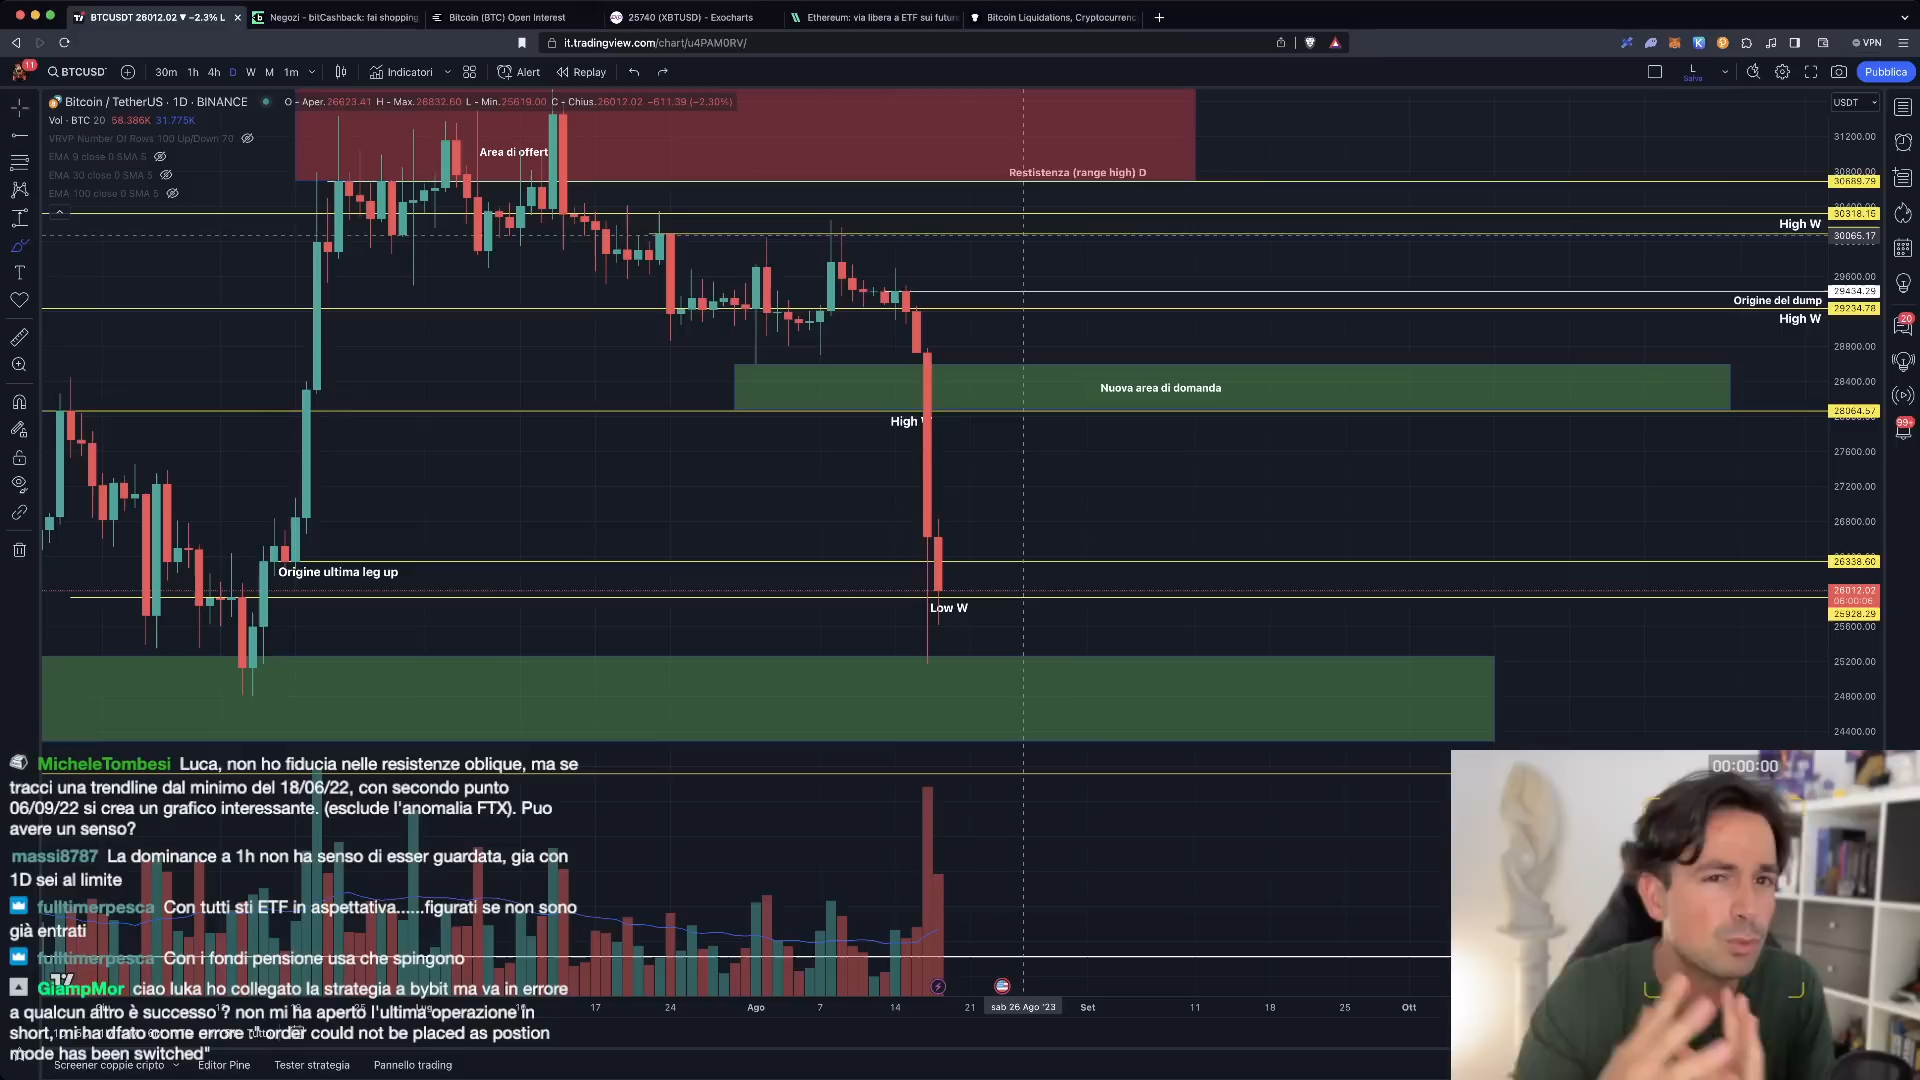 BTCUSDT 26012.02 ▼ −2.3% L
Negozi - bitCashback: fai shopping
Bitcoin (BTC) Open Interest
25740 (XBTUSD) - Exocharts
Ethereum: via libera a ETF sui futur
Bitcoin Liquidations, Cryptocurrenc
it.tradingview.com/chart/u4PAM0RV/
VPN
11
BTCUSD
30m 1h 4h D W M 1m
Indicatori
Alert
Replay
L
Salva
Pubblica
Bitcoin / TetherUS · 1D · BINANCE
O - Aper.26623.41 H - Max.26832.60 L - Min.25619.00 C - Chius.26012.02 −611.39 (−2.30%)
USDT
Vol · BTC 20 58.386K 31.775K
VRVP Number Of Rows 100 Up/Down 70
EMA 9 close 0 SMA 5
EMA 30 close 0 SMA 5
EMA 100 close 0 SMA 5
Area di offert
Restistenza (range high) D
31200.00
30689.79
30318.15
High W
30065.17
29600.00
29434.29
Origine del dump
29234.78
High W
28800.00
28400.00
Nuova area di domanda
28064.57
High
27600.00
27200.00
26800.00
26338.60
Origine ultima leg up
26012.02
06:00:06
25928.29
Low W
25600.00
25200.00
24800.00
24400.00
20
99+
MicheleTombesi Luca, non ho fiducia nelle resistenze oblique, ma se
tracci una trendline dal minimo del 18/06/22, con secondo punto
06/09/22 si crea un grafico interessante. (esclude l'anomalia FTX). Puo
avere un senso?
massi8787 La dominance a 1h non ha senso di esser guardata, gia con
1D sei al limite
fulltimerpesca Con tutti sti ETF in aspettativa......figurati se non sono
già entrati
fulltimerpesca Con i fondi pensione usa che spingono
GiampMor ciao luka ho collegato la strategia a bybit ma va in errore
a qualcun altro è successo ? non mi ha aperto l'ultima operazione in
short, mi ha dfato come errore :" order could not be placed as postion
mode has been switched"
00:00:00
17 24 Ago 7 14 21 sab 26 Ago '23 Set 11 18 25 Ott
Screener coppie cripto
Editor Pine
Tester strategia
Pannello trading